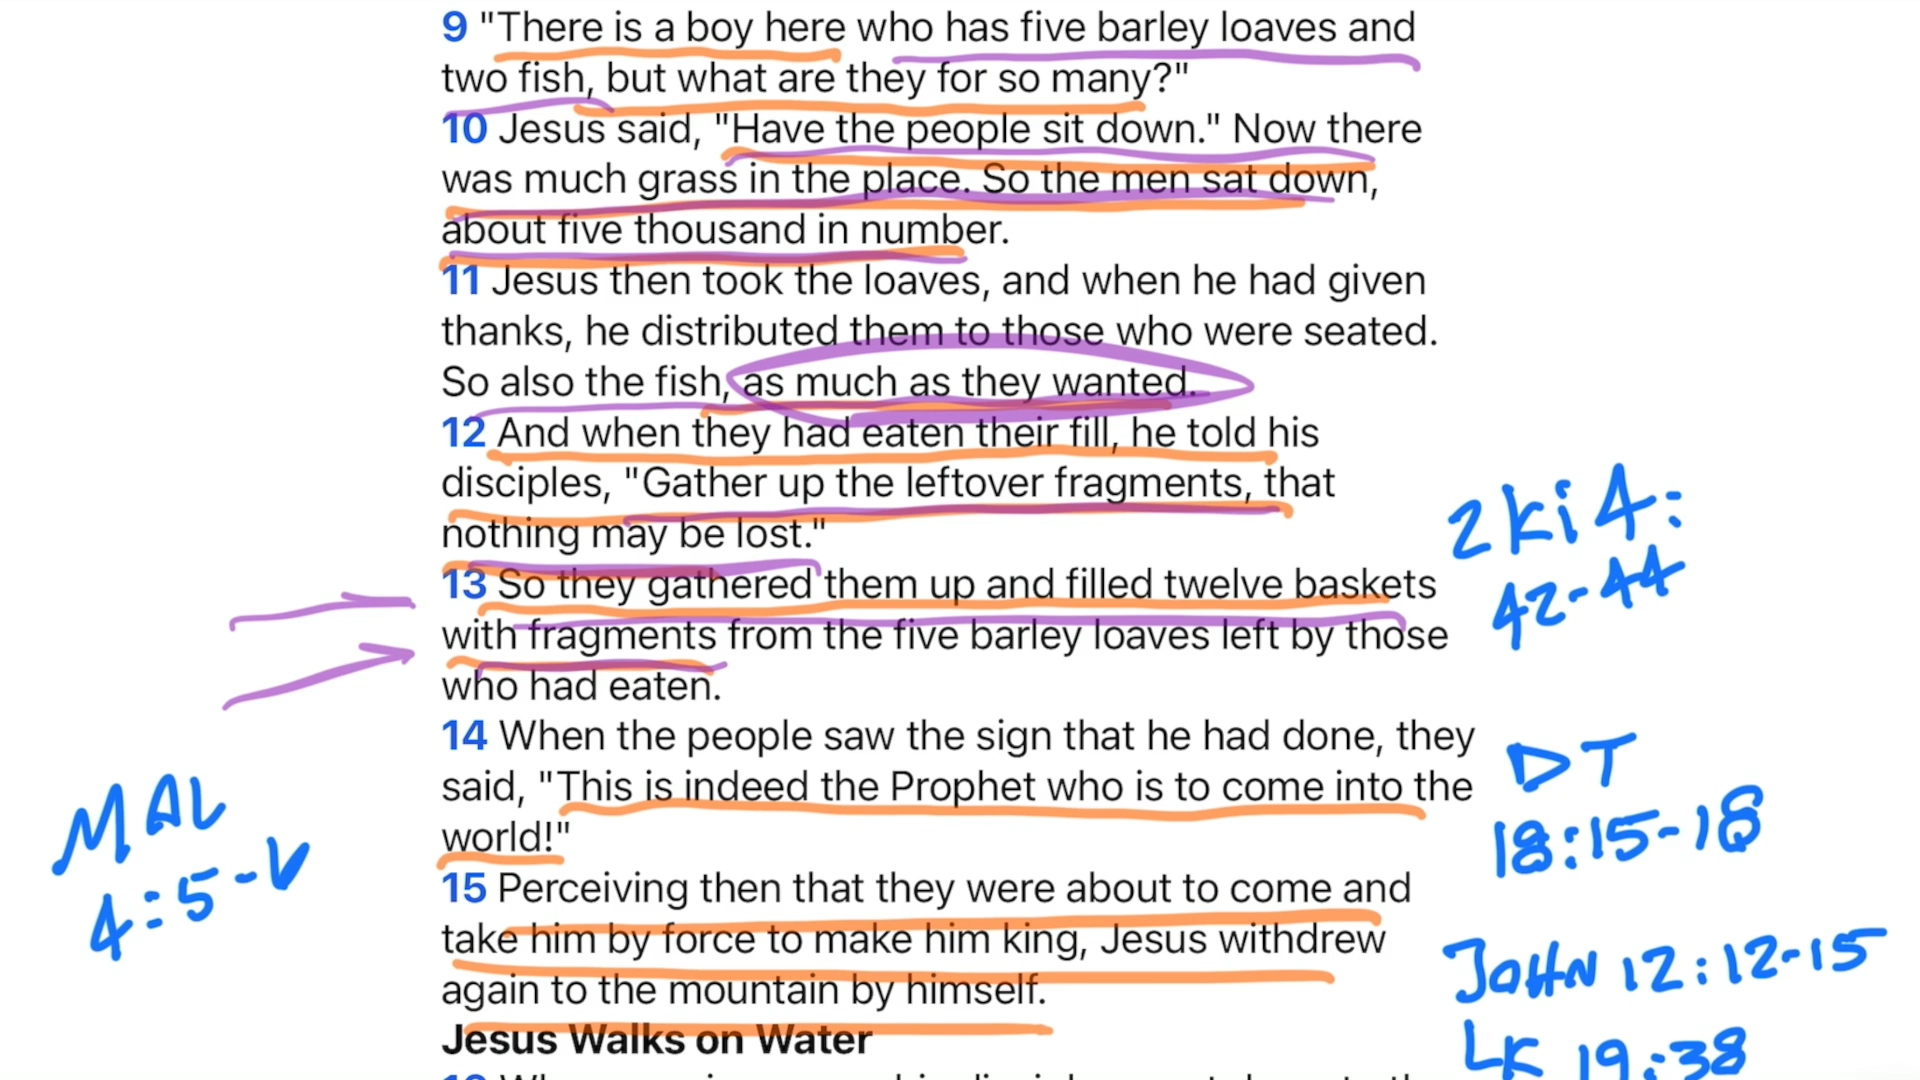 9 "There is a boy here who has five barley loaves and
two fish, but what are they for so many?"
10 Jesus said, "Have the people sit down." Now there
was much grass in the place. So the men sat down,
about five thousand in number.
11 Jesus then took the loaves, and when he had given
thanks, he distributed them to those who were seated.
So also the fish, as much as they wanted.
12 And when they had eaten their fill, he told his
disciples, "Gather up the leftover fragments, that
nothing may be lost."
13 So they gathered them up and filled twelve baskets
with fragments from the five barley loaves left by those
who had eaten.
14 When the people saw the sign that he had done, they
said, "This is indeed the Prophet who is to come into the
world!"
15 Perceiving then that they were about to come and
take him by force to make him king, Jesus withdrew
again to the mountain by himself.
Jesus Walks on Water
2 Ki 4:
42-44
MAL
4:5-
DT
18:15-18
JOHN 12:12-15
LK 19:38